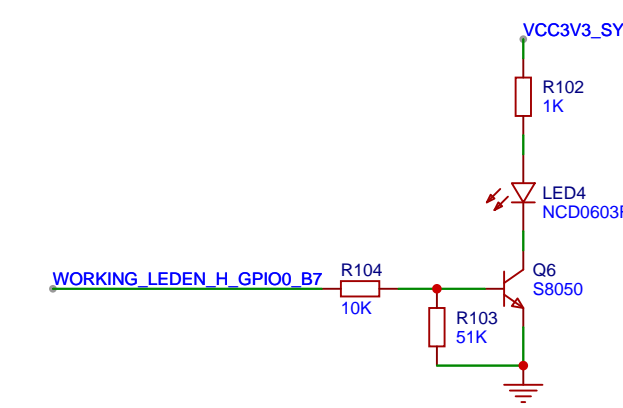 VCC3V3_SY
R102
1K
LED4
NCD0603
WORKING_LEDEN_H_GPIO0_B7
R104
10K
Q6
S8050
R103
51K